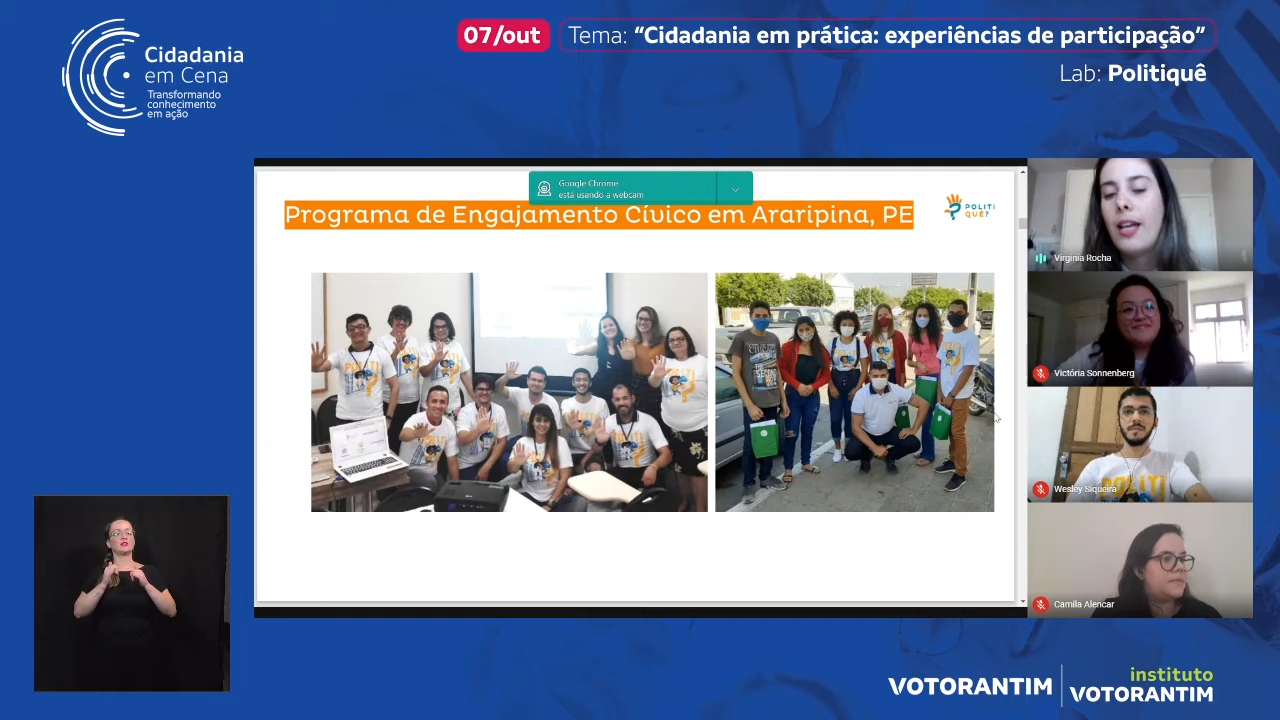 Cidadania
em Cena
Transformando
conhecimento
em ação
07/out
Tema: “Cidadania em prática: experiências de participação”
Lab: Politiquê
Google Chrome
está usando a webcam
Programa de Engajamento Cívico em Araripina, PE
POLITI
QUÊ?
Virginia Rocha
Victória Sonnenberg
Wesley Siqueira
POLITI
Camila Alencar
VOTORANTIM
instituto
VOTORANTIM